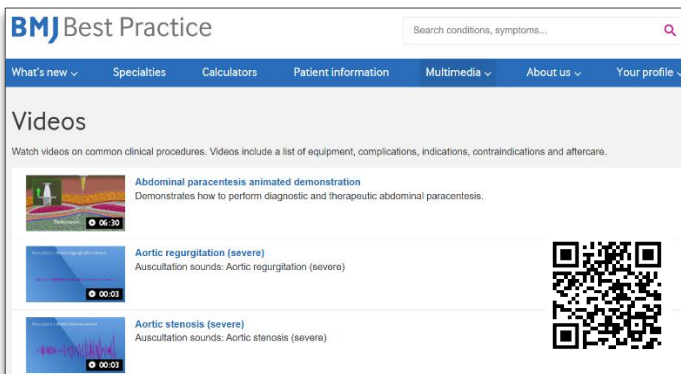 BMJ Best Practice
Search conditions, symptoms...
What's new Specialties Calculators Patient information Multimedia About us Your profile
Videos
Watch videos on common clinical procedures. Videos include a list of equipment, complications, indications, contraindications and aftercare.
Abdominal paracentesis animated demonstration
Demonstrates how to perform diagnostic and therapeutic abdominal paracentesis.
06:30
Aortic regurgitation (severe)
Auscultation sounds: Aortic regurgitation (severe)
00:03
Aortic stenosis (severe)
Auscultation sounds: Aortic stenosis (severe)
00:03